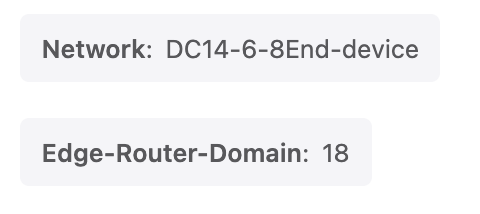 Network: DC14-6-8End-device
Edge-Router-Domain: 18